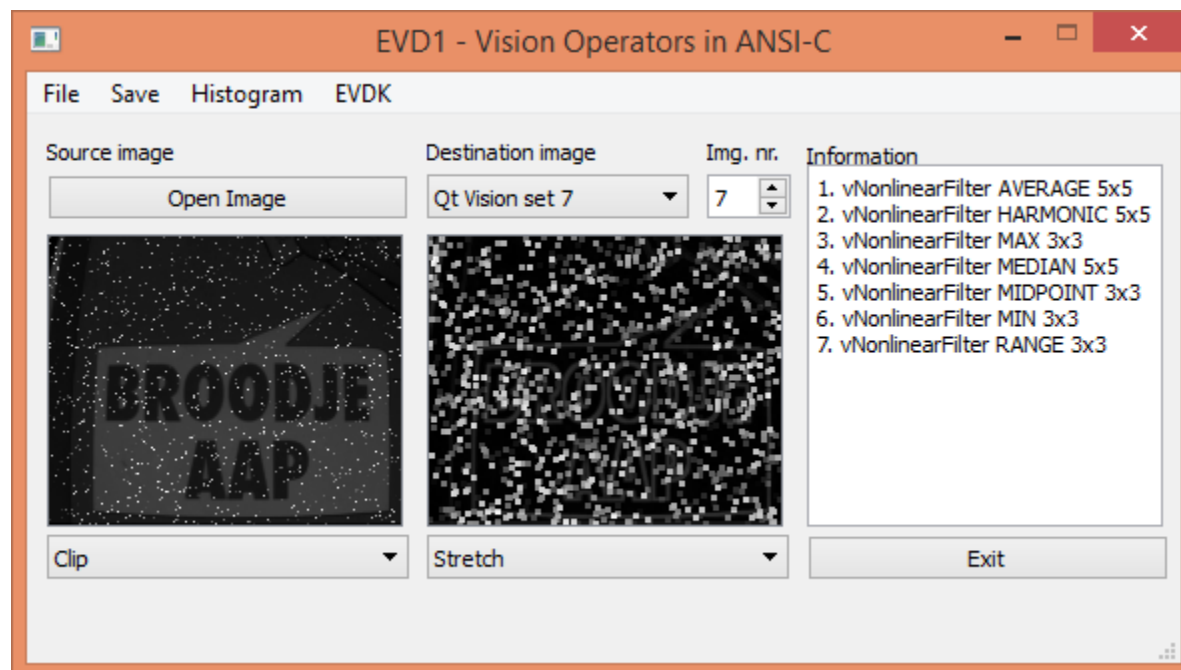 EVD1 - Vision Operators in ANSI-C
File Save Histogram EVDK
Source image
Open Image
Destination image
Img. nr.
Qt Vision set 7
7
Information
1. vNonlinearFilter AVERAGE 5x5
2. vNonlinearFilter HARMONIC 5x5
3. vNonlinearFilter MAX 3x3
4. vNonlinearFilter MEDIAN 5x5
5. vNonlinearFilter MIDPOINT 3x3
6. vNonlinearFilter MIN 3x3
7. vNonlinearFilter RANGE 3x3
BROODJE
AAP
BROODJE
AAP
Clip
Stretch
Exit